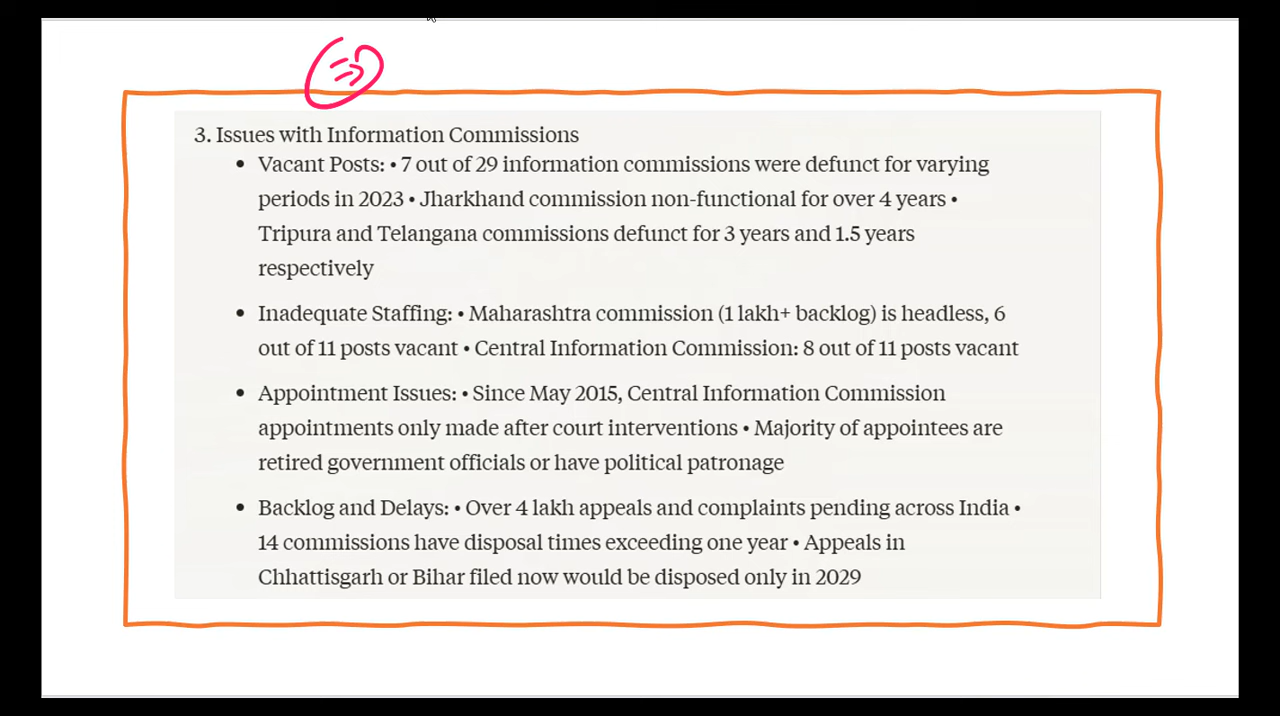 3. Issues with Information Commissions
• Vacant Posts: • 7 out of 29 information commissions were defunct for varying
periods in 2023 • Jharkhand commission non-functional for over 4 years •
Tripura and Telangana commissions defunct for 3 years and 1.5 years
respectively
• Inadequate Staffing: • Maharashtra commission (1 lakh+ backlog) is headless, 6
out of 11 posts vacant • Central Information Commission: 8 out of 11 posts vacant
• Appointment Issues: • Since May 2015, Central Information Commission
appointments only made after court interventions • Majority of appointees are
retired government officials or have political patronage
• Backlog and Delays: • Over 4 lakh appeals and complaints pending across India •
14 commissions have disposal times exceeding one year • Appeals in
Chhattisgarh or Bihar filed now would be disposed only in 2029